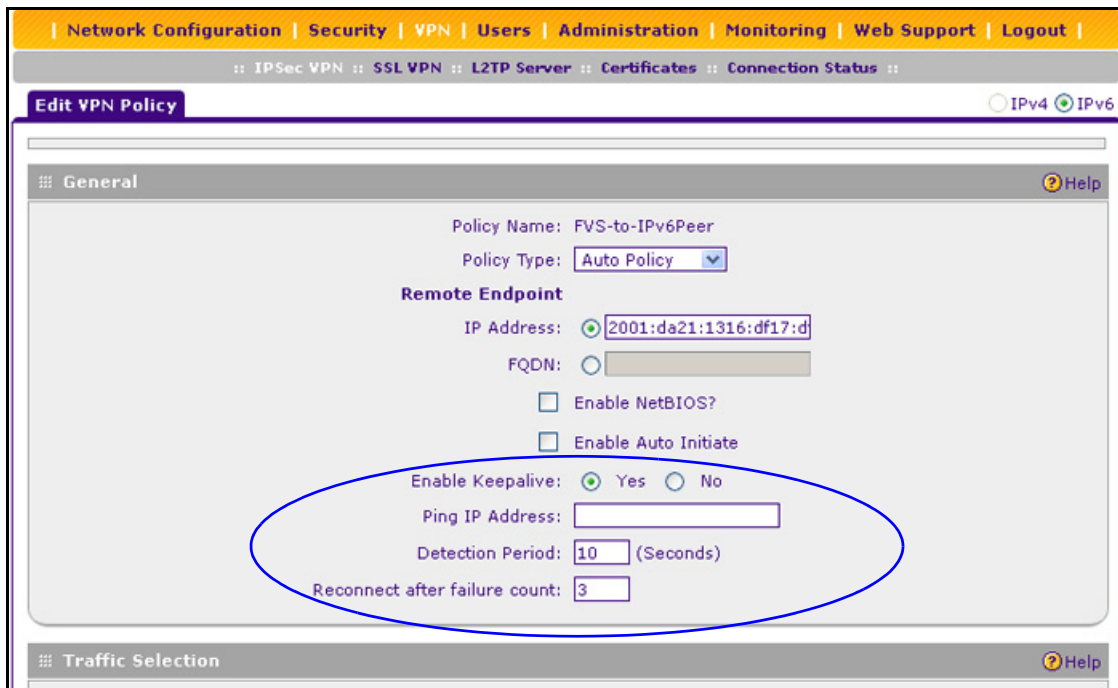 | Network Configuration | Security | VPN | Users | Administration | Monitoring | Web Support | Logout |
:: IPSec VPN :: SSL VPN :: L2TP Server :: Certificates :: Connection Status ::
Edit VPN Policy IPv4 IPv6
General Help
Policy Name: FVS-to-IPv6Peer
Policy Type: Auto Policy
Remote Endpoint
IP Address: 2001:da21:1316:df17:d
FQDN:
Enable NetBIOS?
Enable Auto Initiate
Enable Keepalive: Yes No
Ping IP Address:
Detection Period: 10 (Seconds)
Reconnect after failure count: 3
Traffic Selection Help